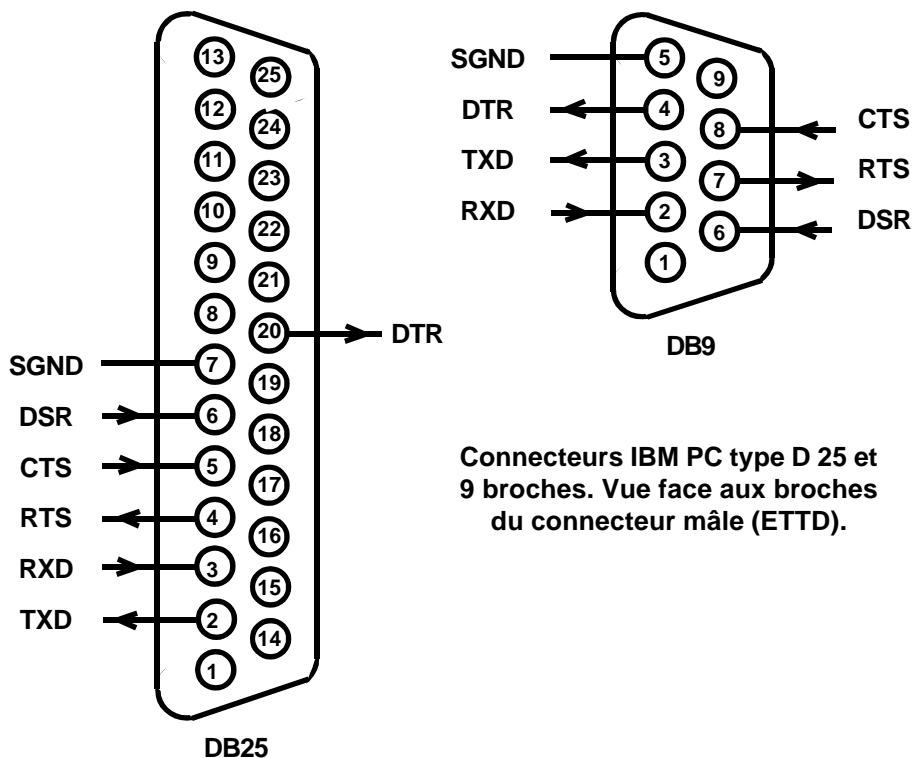 13
25
12
24
11
23
10
22
9
21
8
20
DTR
SGND
7
19
DSR
6
18
CTS
5
17
RTS
4
16
RXD
3
15
TXD
2
14
1
DB25
SGND
5
9
DTR
4
8
CTS
TXD
3
7
RTS
RXD
2
6
DSR
1
DB9
Connecteurs IBM PC type D 25 et
9 broches. Vue face aux broches
du connecteur mâle (ETTD).